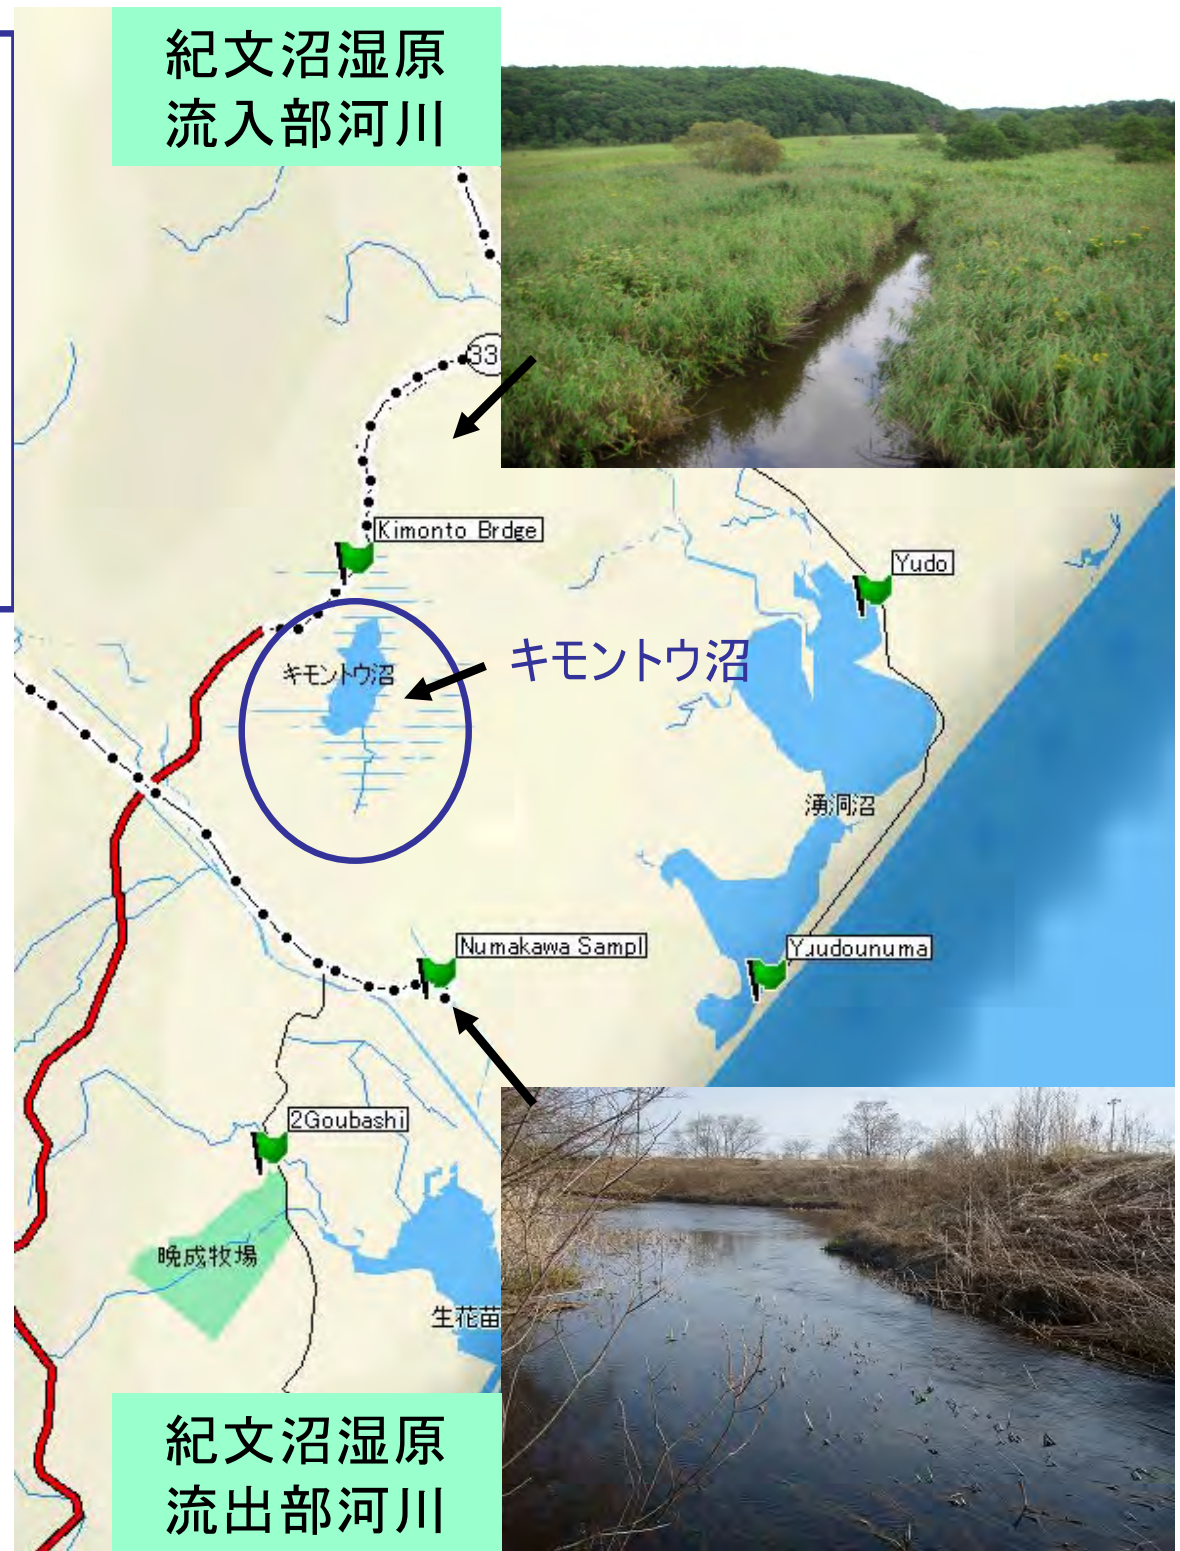 紀文沼湿原
流入部河川
33
Kimonto Brdge
Yudo
キモントウ沼
キモントウ沼
湧洞沼
Numakawa Sampl
Yuudounuma
2Goubashi
晩成牧場
生花苗
紀文沼湿原
流出部河川